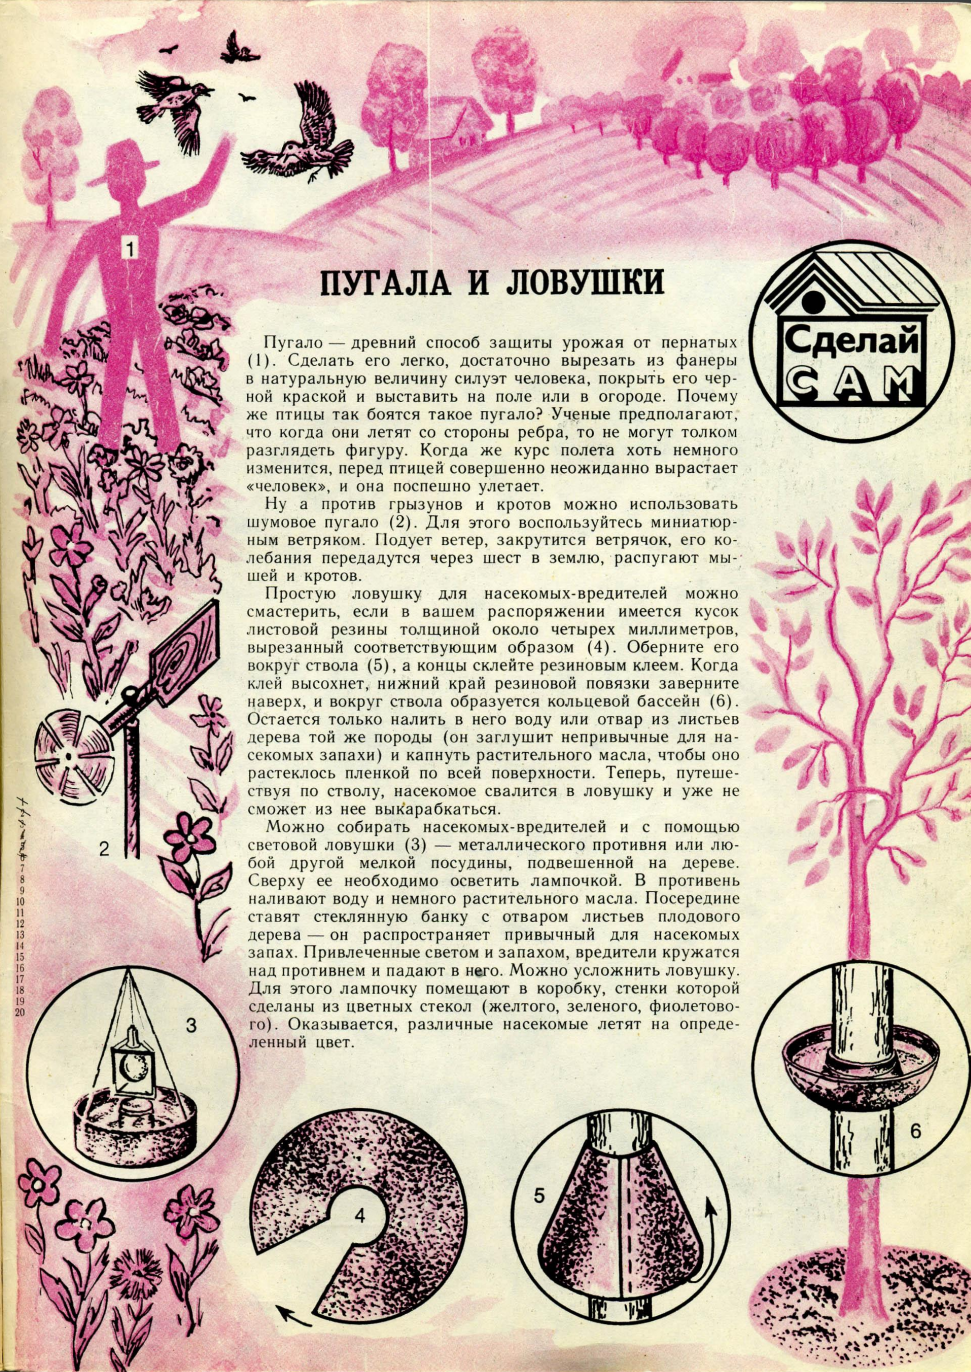 1
ПУГАЛА И ЛОВУШКИ
Сделай
САМ
Пугало — древний способ защиты урожая от пернатых
(1). Сделать его легко, достаточно вырезать из фанеры
в натуральную величину силуэт человека, покрыть его чер-
ной краской и выставить на поле или в огороде. Почему
же птицы так боятся такое пугало? Ученые предполагают,
что когда они летят со стороны ребра, то не могут толком
разглядеть фигуру. Когда же курс полета хоть немного
изменится, перед птицей совершенно неожиданно вырастает
«человек», и она поспешно улетает.
Ну а против грызунов и кротов можно использовать
шумовое пугало (2). Для этого воспользуйтесь миниатюр-
ным ветряком. Подует ветер, закрутится ветрячок, его ко-
лебания передадутся через шест в землю, распугают мы-
шей и кротов.
Простую ловушку для насекомых-вредителей можно
смастерить, если в вашем распоряжении имеется кусок
листовой резины толщиной около четырех миллиметров,
вырезанный соответствующим образом (4). Оберните его
вокруг ствола (5), а концы склейте резиновым клеем. Когда
клей высохнет, нижний край резиновой повязки заверните
наверх, и вокруг ствола образуется кольцевой бассейн (6).
Остается только налить в него воду или отвар из листьев
дерева той же породы (он заглушит непривычные для на-
секомых запахи) и капнуть растительного масла, чтобы оно
растеклось пленкой по всей поверхности. Теперь, путеше-
ствуя по стволу, насекомое свалится в ловушку и уже не
сможет из нее выкарабкаться.
Можно собирать насекомых-вредителей и с помощью
световой ловушки (3) — металлического противня или лю-
бой другой мелкой посудины, подвешенной на дереве.
Сверху ее необходимо осветить лампочкой. В противень
наливают воду и немного растительного масла. Посередине
ставят стеклянную банку с отваром листьев плодового
дерева — он распространяет привычный для насекомых
запах. Привлеченные светом и запахом, вредители кружатся
над противнем и падают в него. Можно усложнить ловушку.
Для этого лампочку помещают в коробку, стенки которой
сделаны из цветных стекол (желтого, зеленого, фиолетово-
го). Оказывается, различные насекомые летят на опреде-
ленный цвет.
2
7
8
9
10
11
12
13
14
15
16
17
18
19
20
3
4
5
6